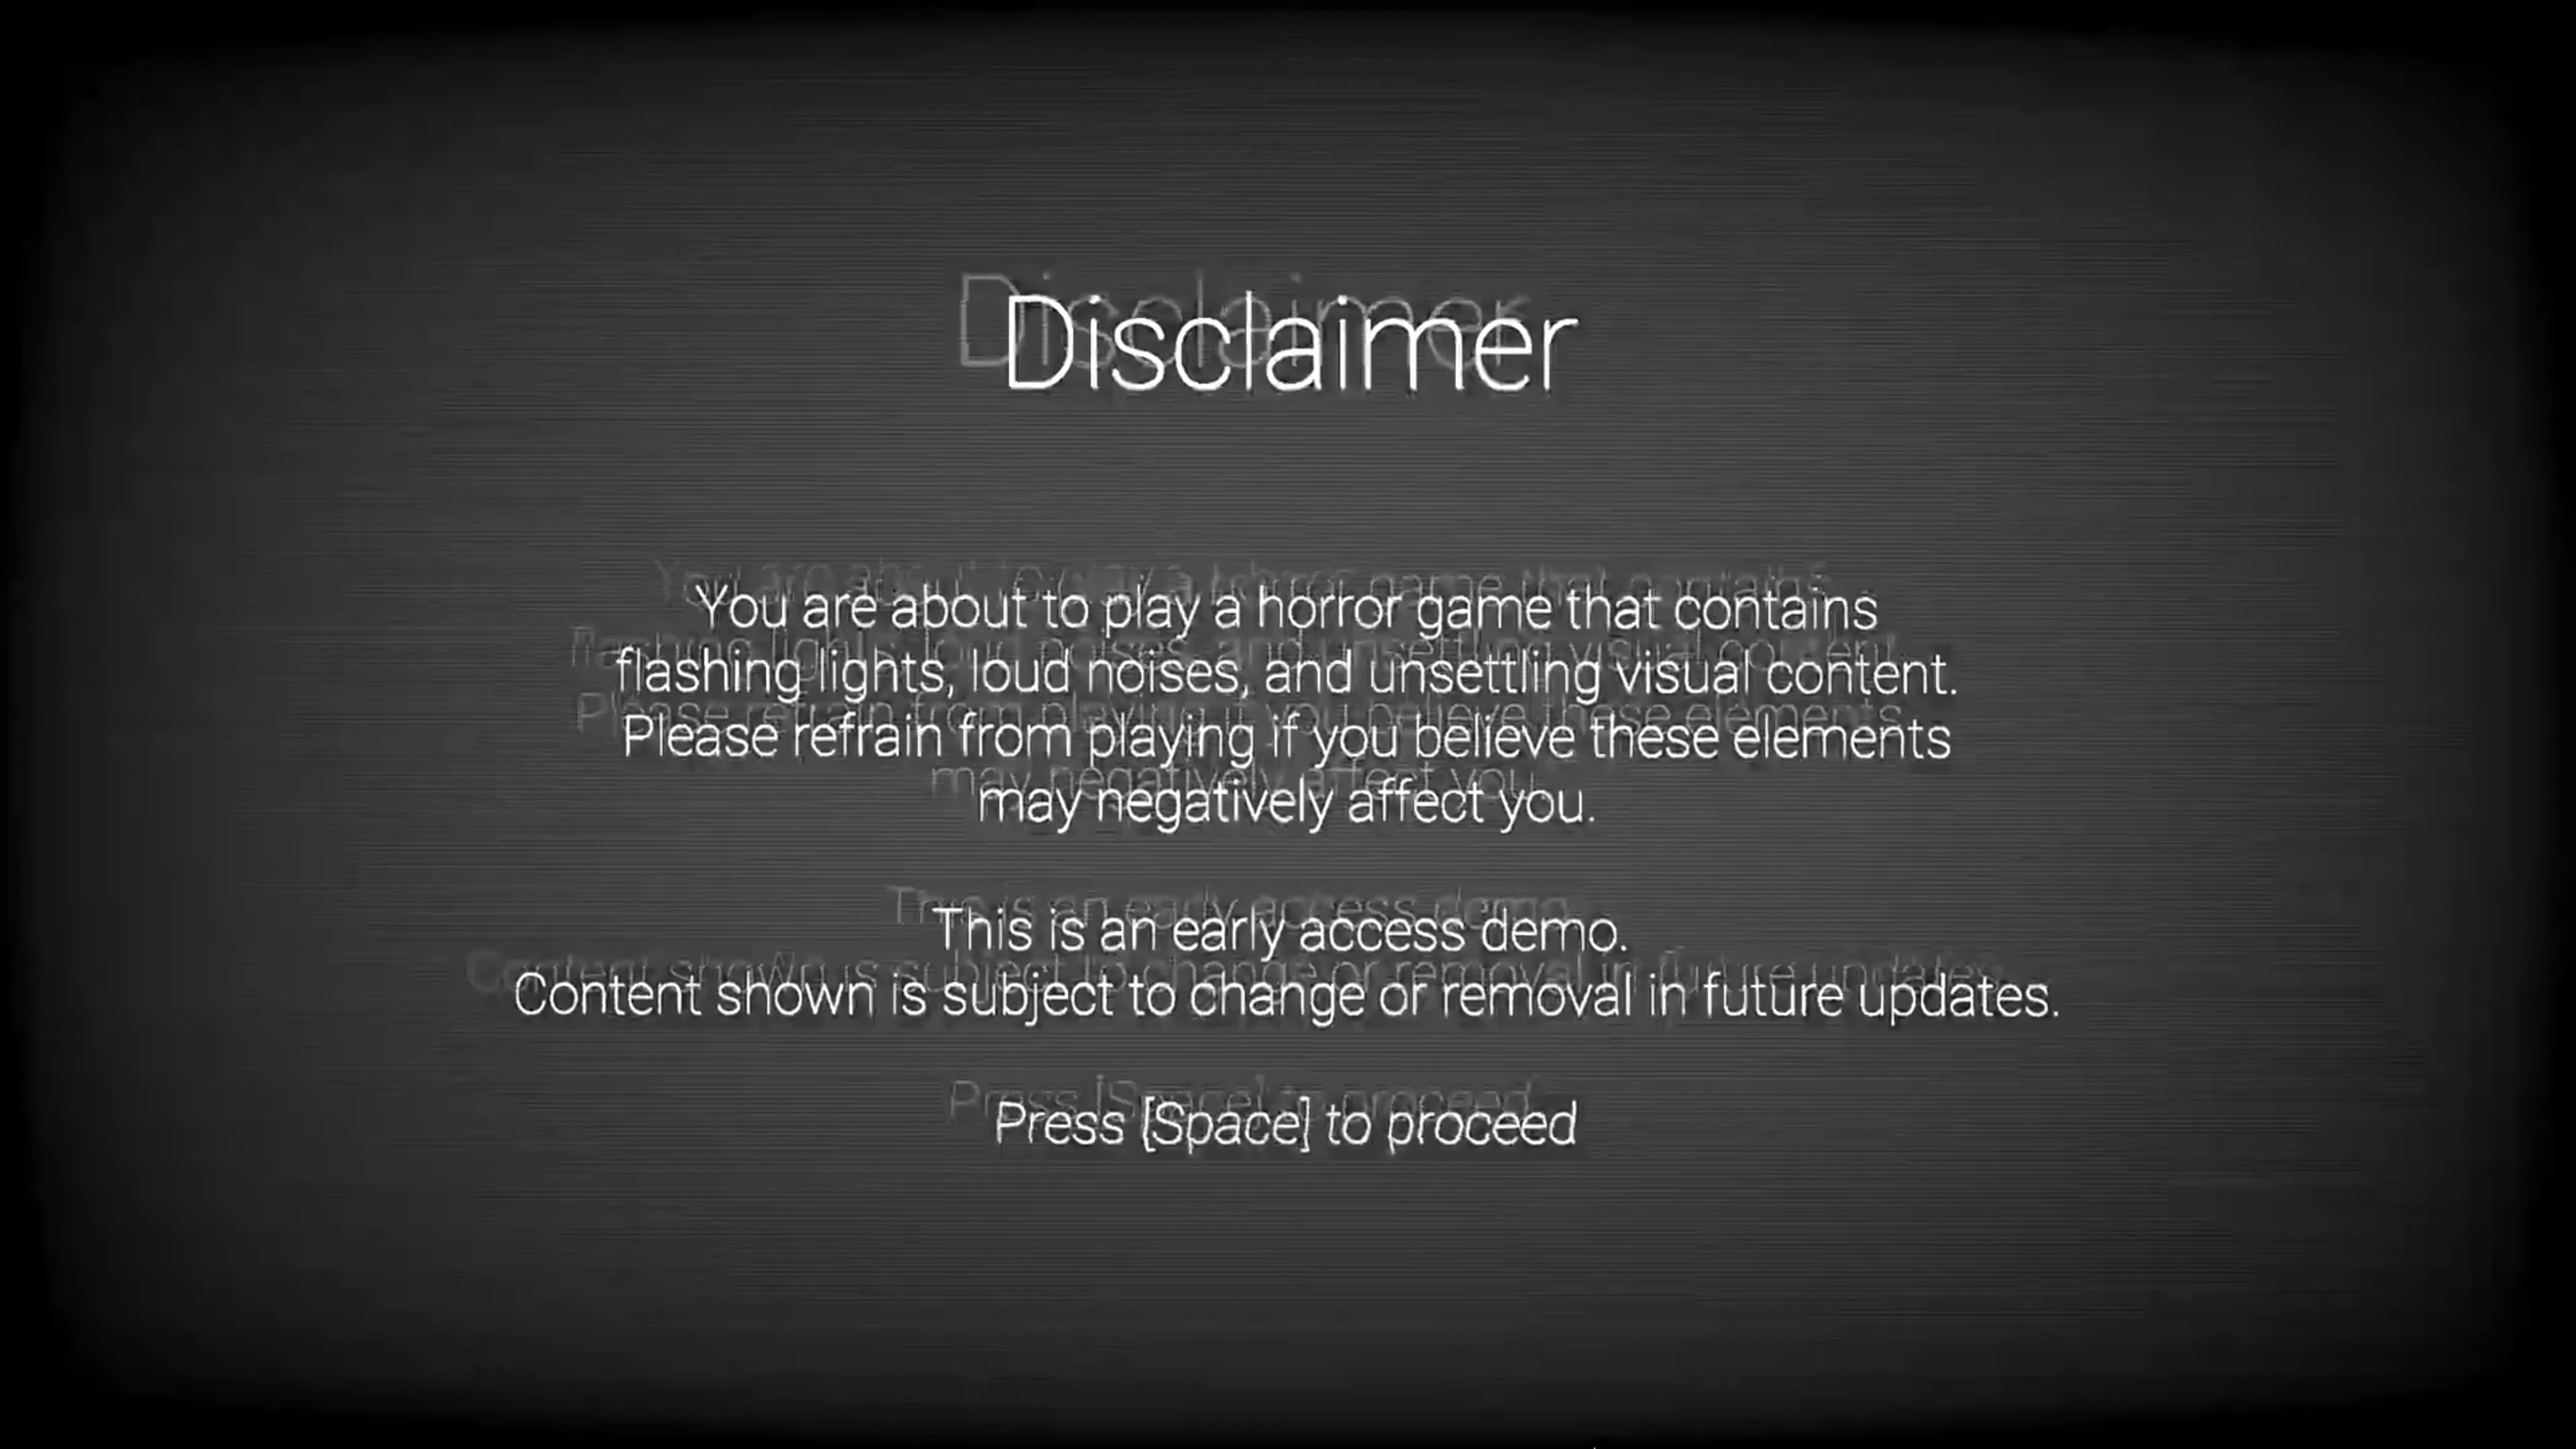 Disclaimer
You are about to play a horror game that contains
flashing lights, loud noises, and unsettling visual content.
Please refrain from playing if you believe these elements
may negatively affect you.
This is an early access demo.
Content shown is subject to change or removal in future updates.
Press [Space] to proceed